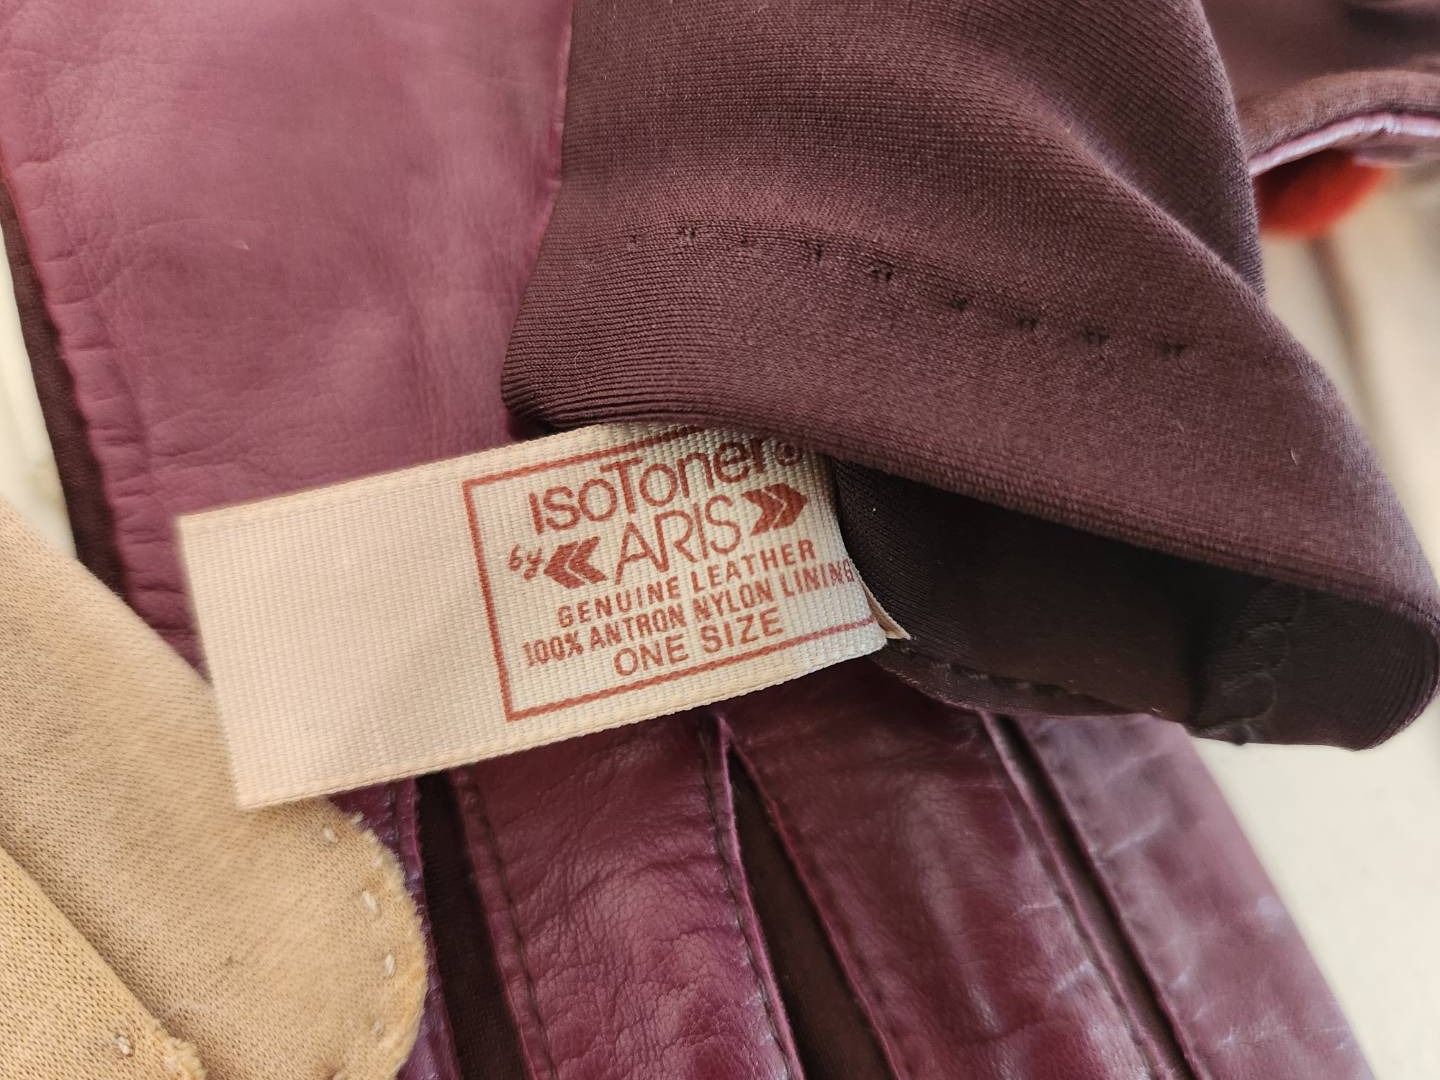 ISOTONER®
by ARIS
GENUINE LEATHER
100% ANTRON NYLON LINING
ONE SIZE